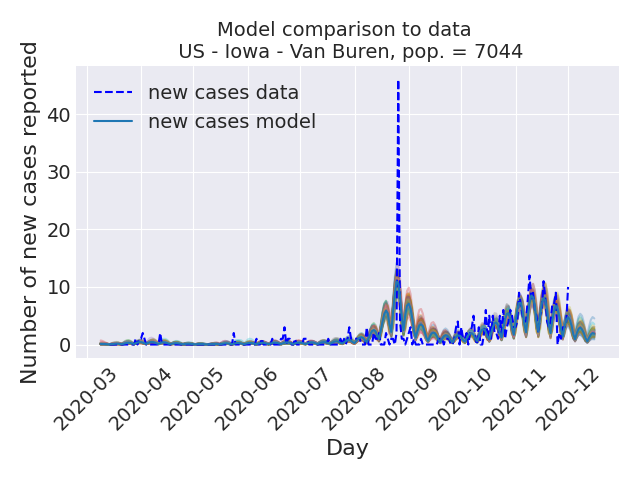 Model comparison to data
US - Iowa - Van Buren, pop. = 7044
Number of new cases reported
40
30
20
10
0
new cases data
new cases model
2020-03
2020-04
2020-05
2020-06
2020-07
2020-08
2020-09
2020-10
2020-11
2020-12
Day